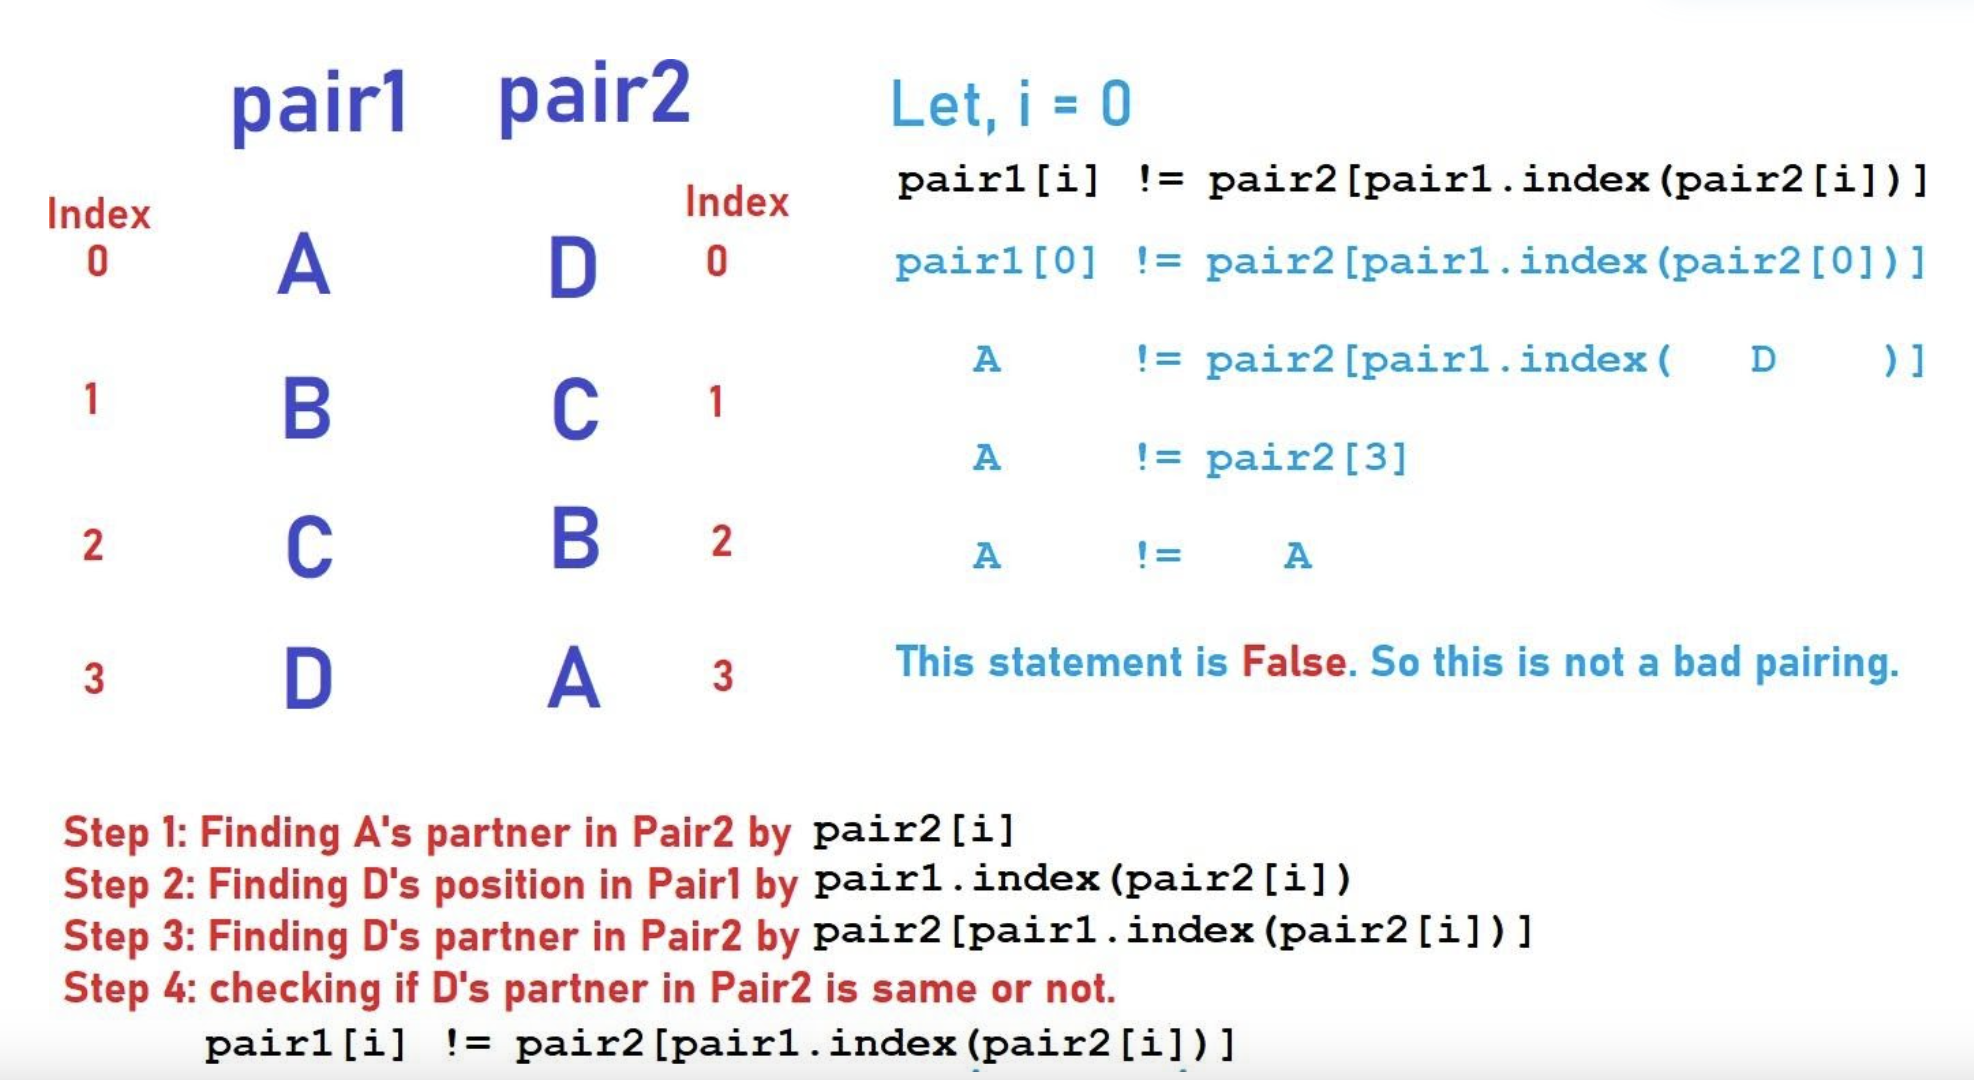 pair1 pair2
Index Index
0 A D 0
1 B C 1
2 C B 2
3 D A 3
Let, i = 0
pair1[i] != pair2[pair1.index(pair2[i])]
pair1[0] != pair2[pair1.index(pair2[0])]
A != pair2[pair1.index( D )]
A != pair2[3]
A != A
This statement is False. So this is not a bad pairing.
Step 1: Finding A's partner in Pair2 by pair2[i]
Step 2: Finding D's position in Pair1 by pair1.index(pair2[i])
Step 3: Finding D's partner in Pair2 by pair2[pair1.index(pair2[i])]
Step 4: checking if D's partner in Pair2 is same or not.
pair1[i] != pair2[pair1.index(pair2[i])]